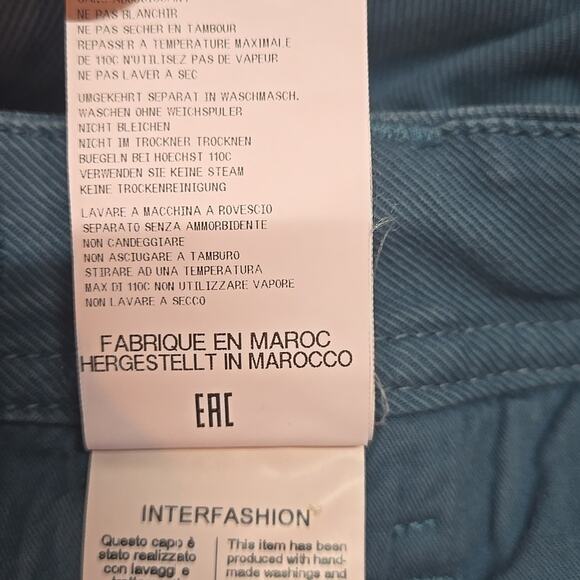 NE PAS BLANCHIR
NE PAS SECHER EN TAMBOUR
REPASSER A TEMPERATURE MAXIMALE
DE 110C N'UTILISEZ PAS DE VAPEUR
NE PAS LAVER A SEC
UMGEKEHRT SEPARAT IN WASCHMASCH.
WASCHEN OHNE WEICHSPULER
NICHT BLEICHEN
NICHT IM TROCKNER TROCKNEN
BUEGELN BEI HOECHST 110C
VERWENDEN SIE KEINE STEAM
KEINE TROCKENREINIGUNG
LAVARE A MACCHINA A ROVESCIO
SEPARATO SENZA AMMORBIDENTE
NON CANDEGGIARE
NON ASCIUGARE A TAMBURO
STIRARE AD UNA TEMPERATURA
MAX DI 110C NON UTILIZZARE VAPORE
NON LAVARE A SECCO
FABRIQUE EN MAROC
HERGESTELLT IN MAROCCO
EAC
INTERFASHION
Questo capo è
stato realizzato
con lavaggi e
This item has been
produced with hand-
made washings and